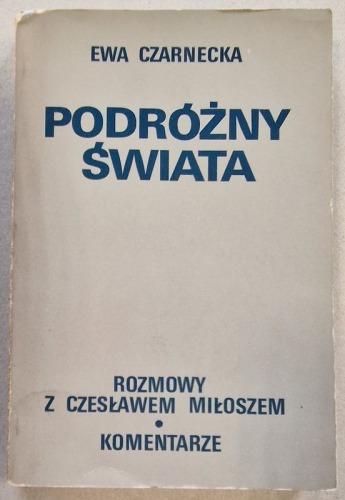 EWA CZARNECKA
PODRÓŻNY
ŚWIATA
ROZMOWY
Z CZESŁAWEM MIŁOSZEM
•
KOMENTARZE